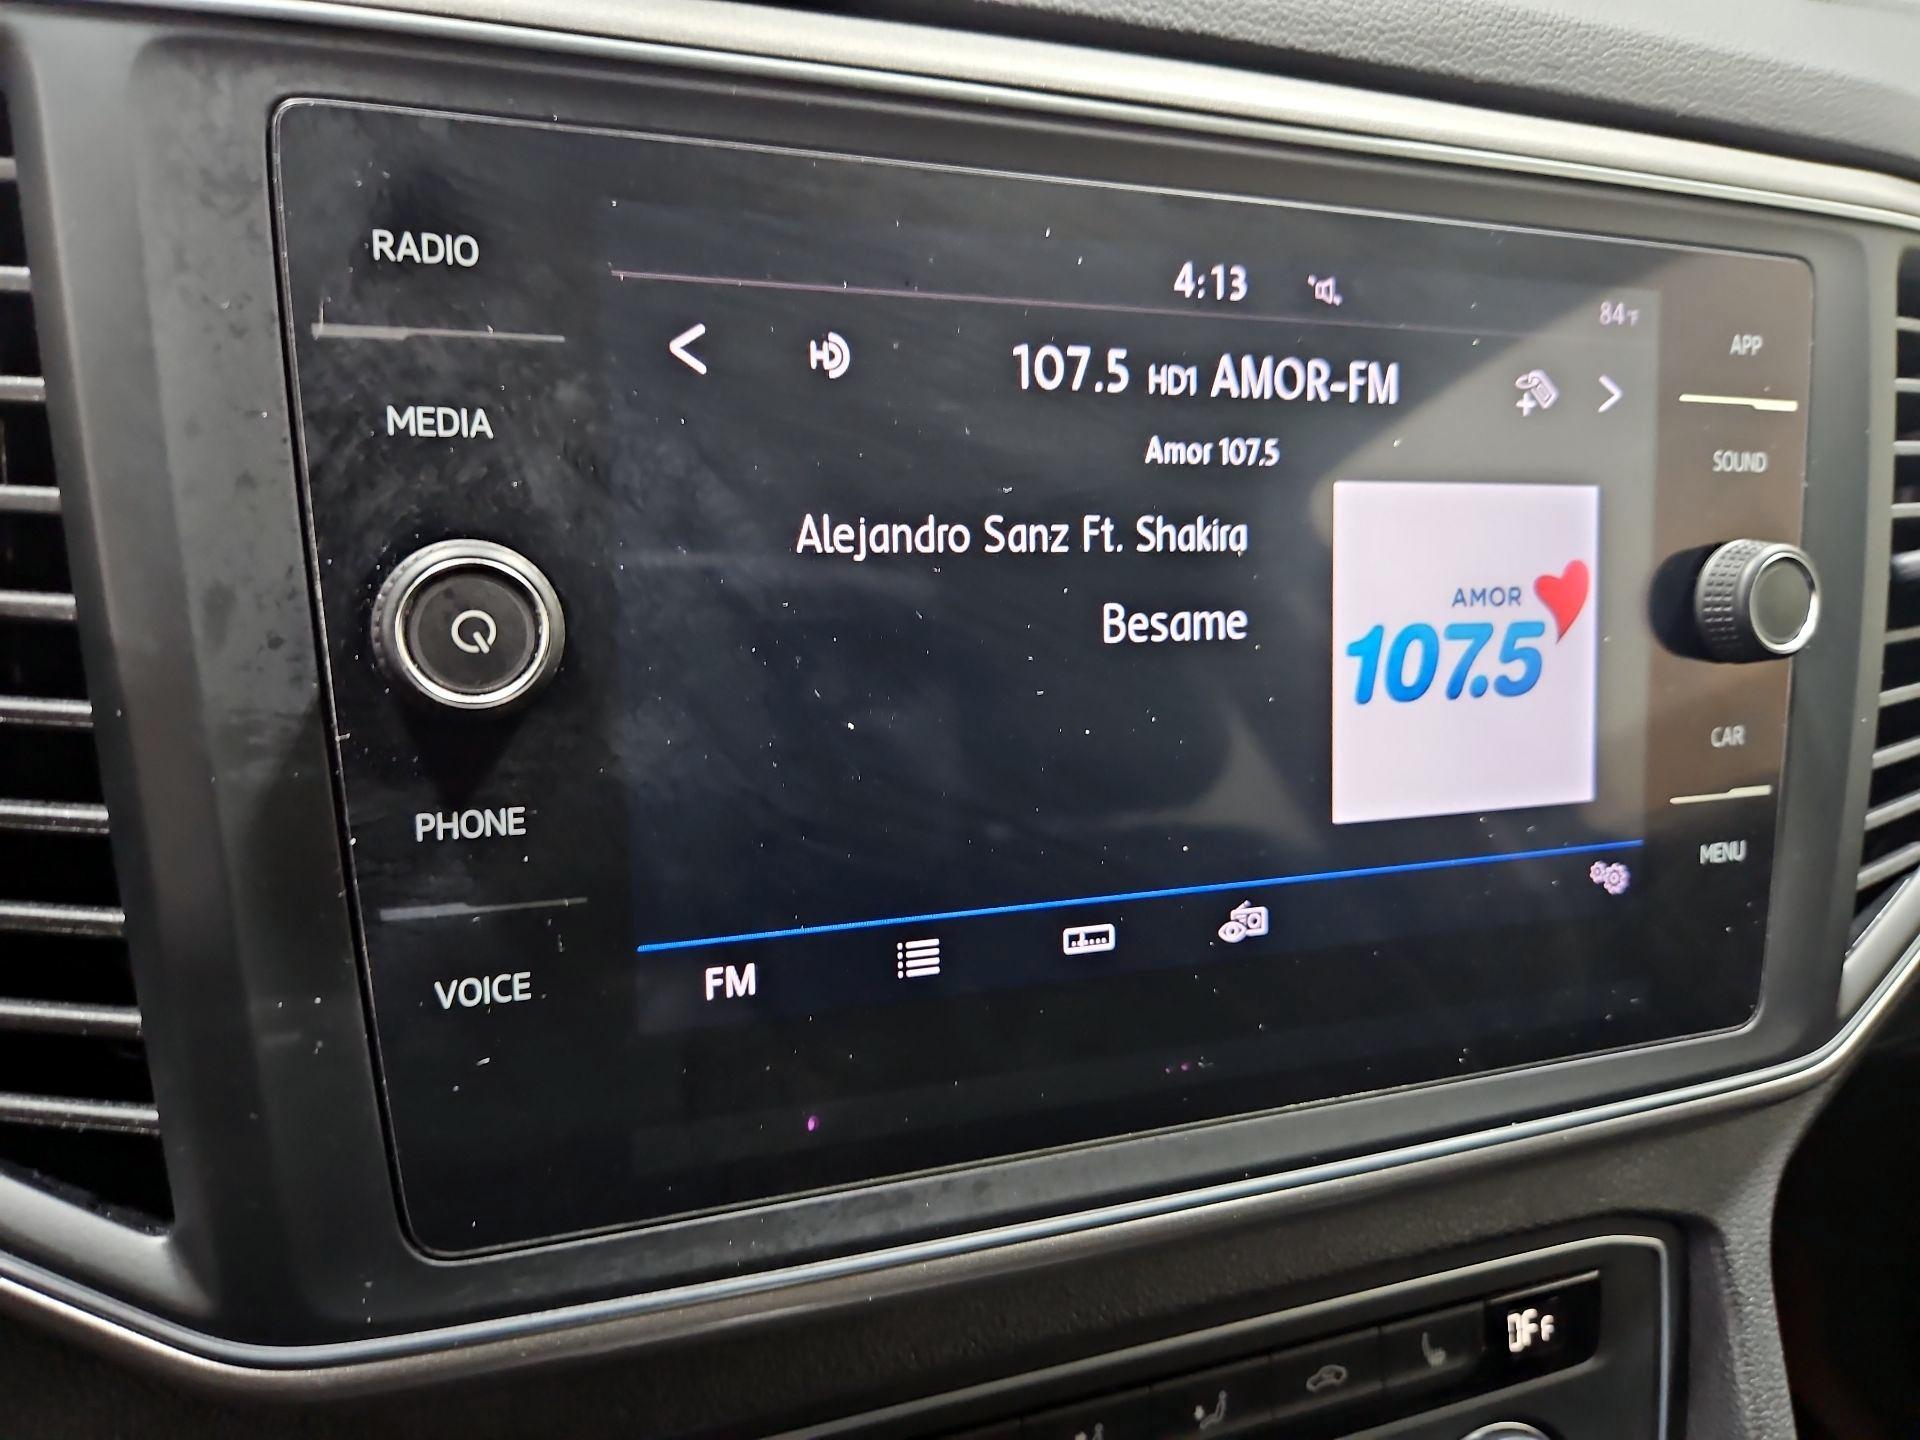 RADIO
MEDIA
PHONE
VOICE
4:13
84°F
HD
107.5 HD1 AMOR-FM
Amor 107.5
Alejandro Sanz Ft. Shakira
Besame
AMOR
107.5
FM
APP
SOUND
CAR
MENU
OFF